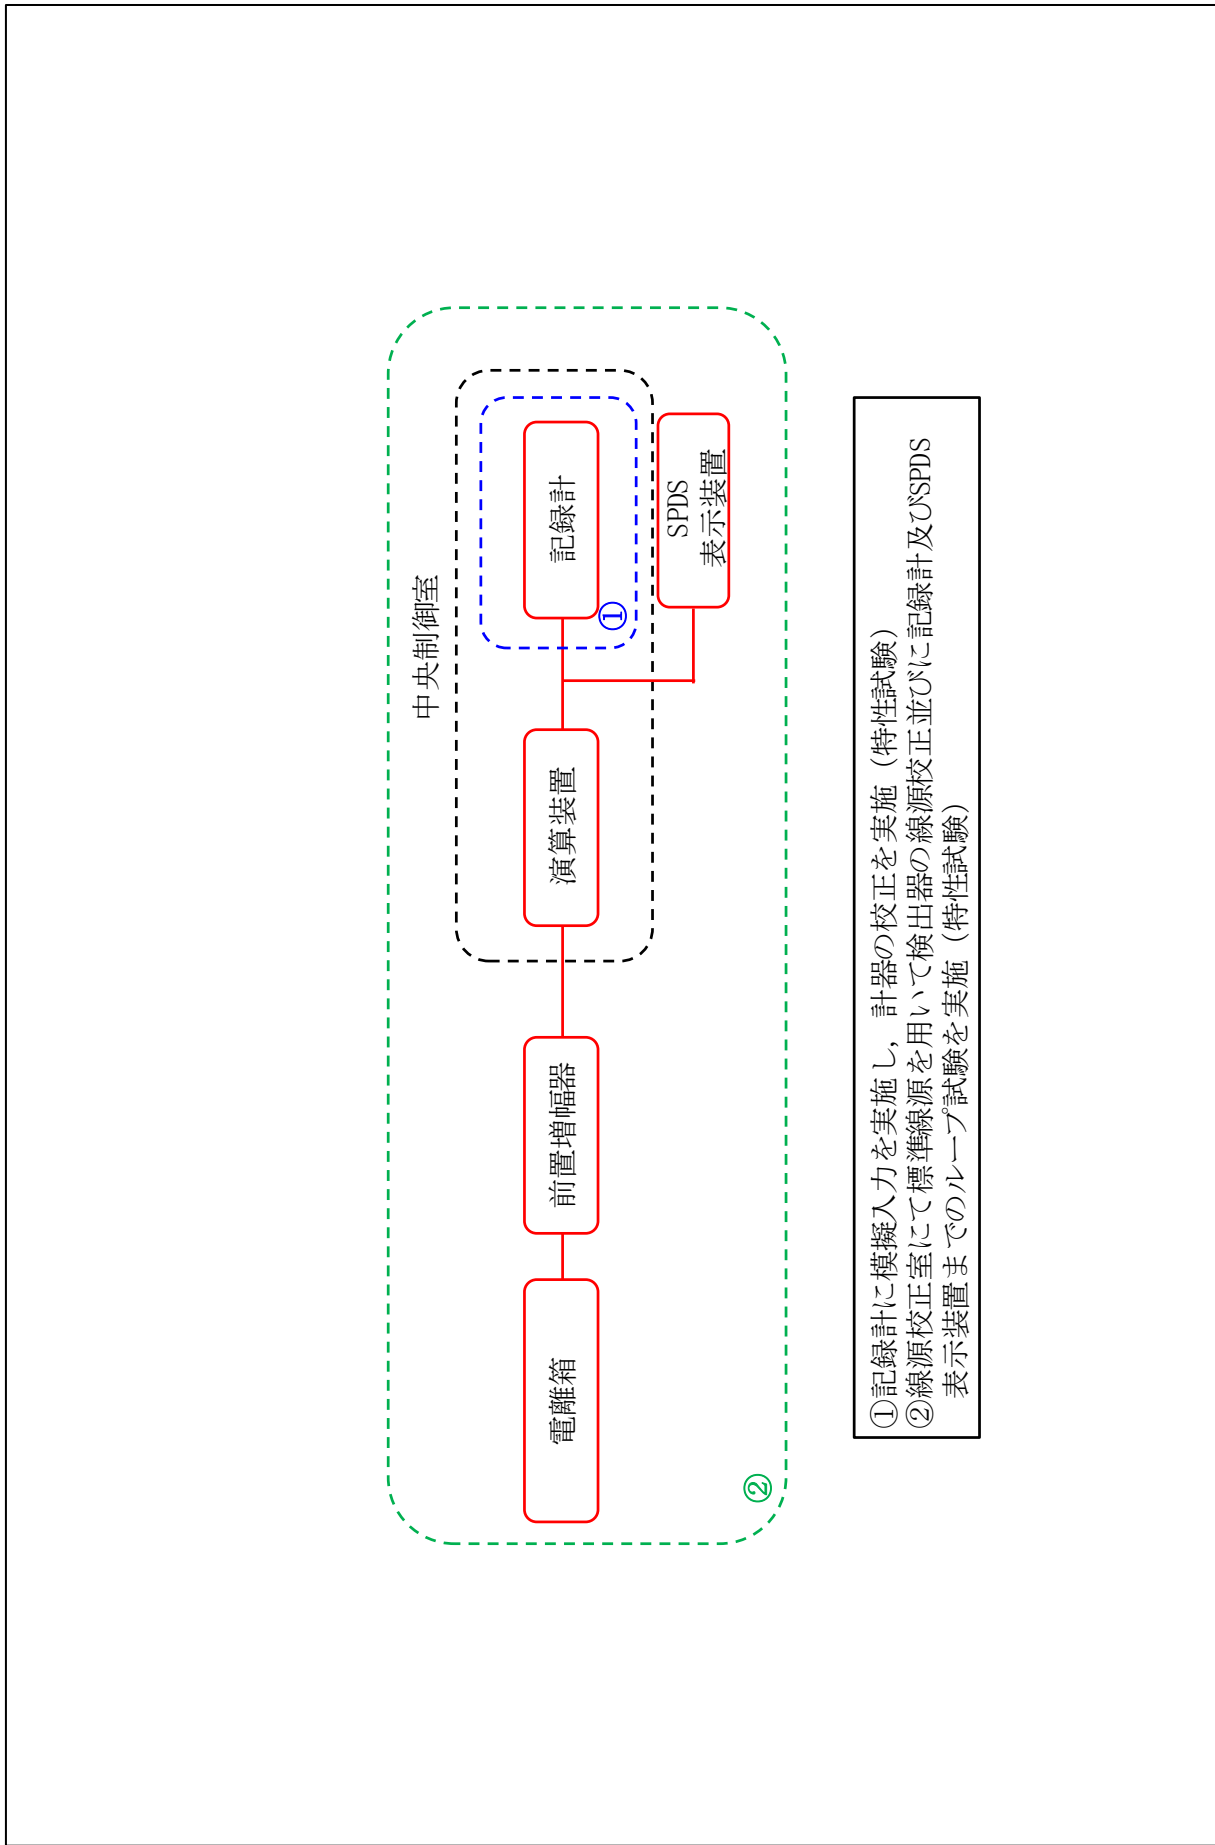 中央制御室
電離箱
前置増幅器
演算装置
記録計
①
SPDS
表示装置
②
①記録計に模擬入力を実施し，計器の校正を実施（特性試験）
②線源校正室にて標準線源を用いて検出器の線源校正並びに記録計及びSPDS
表示装置までのループ試験を実施（特性試験）